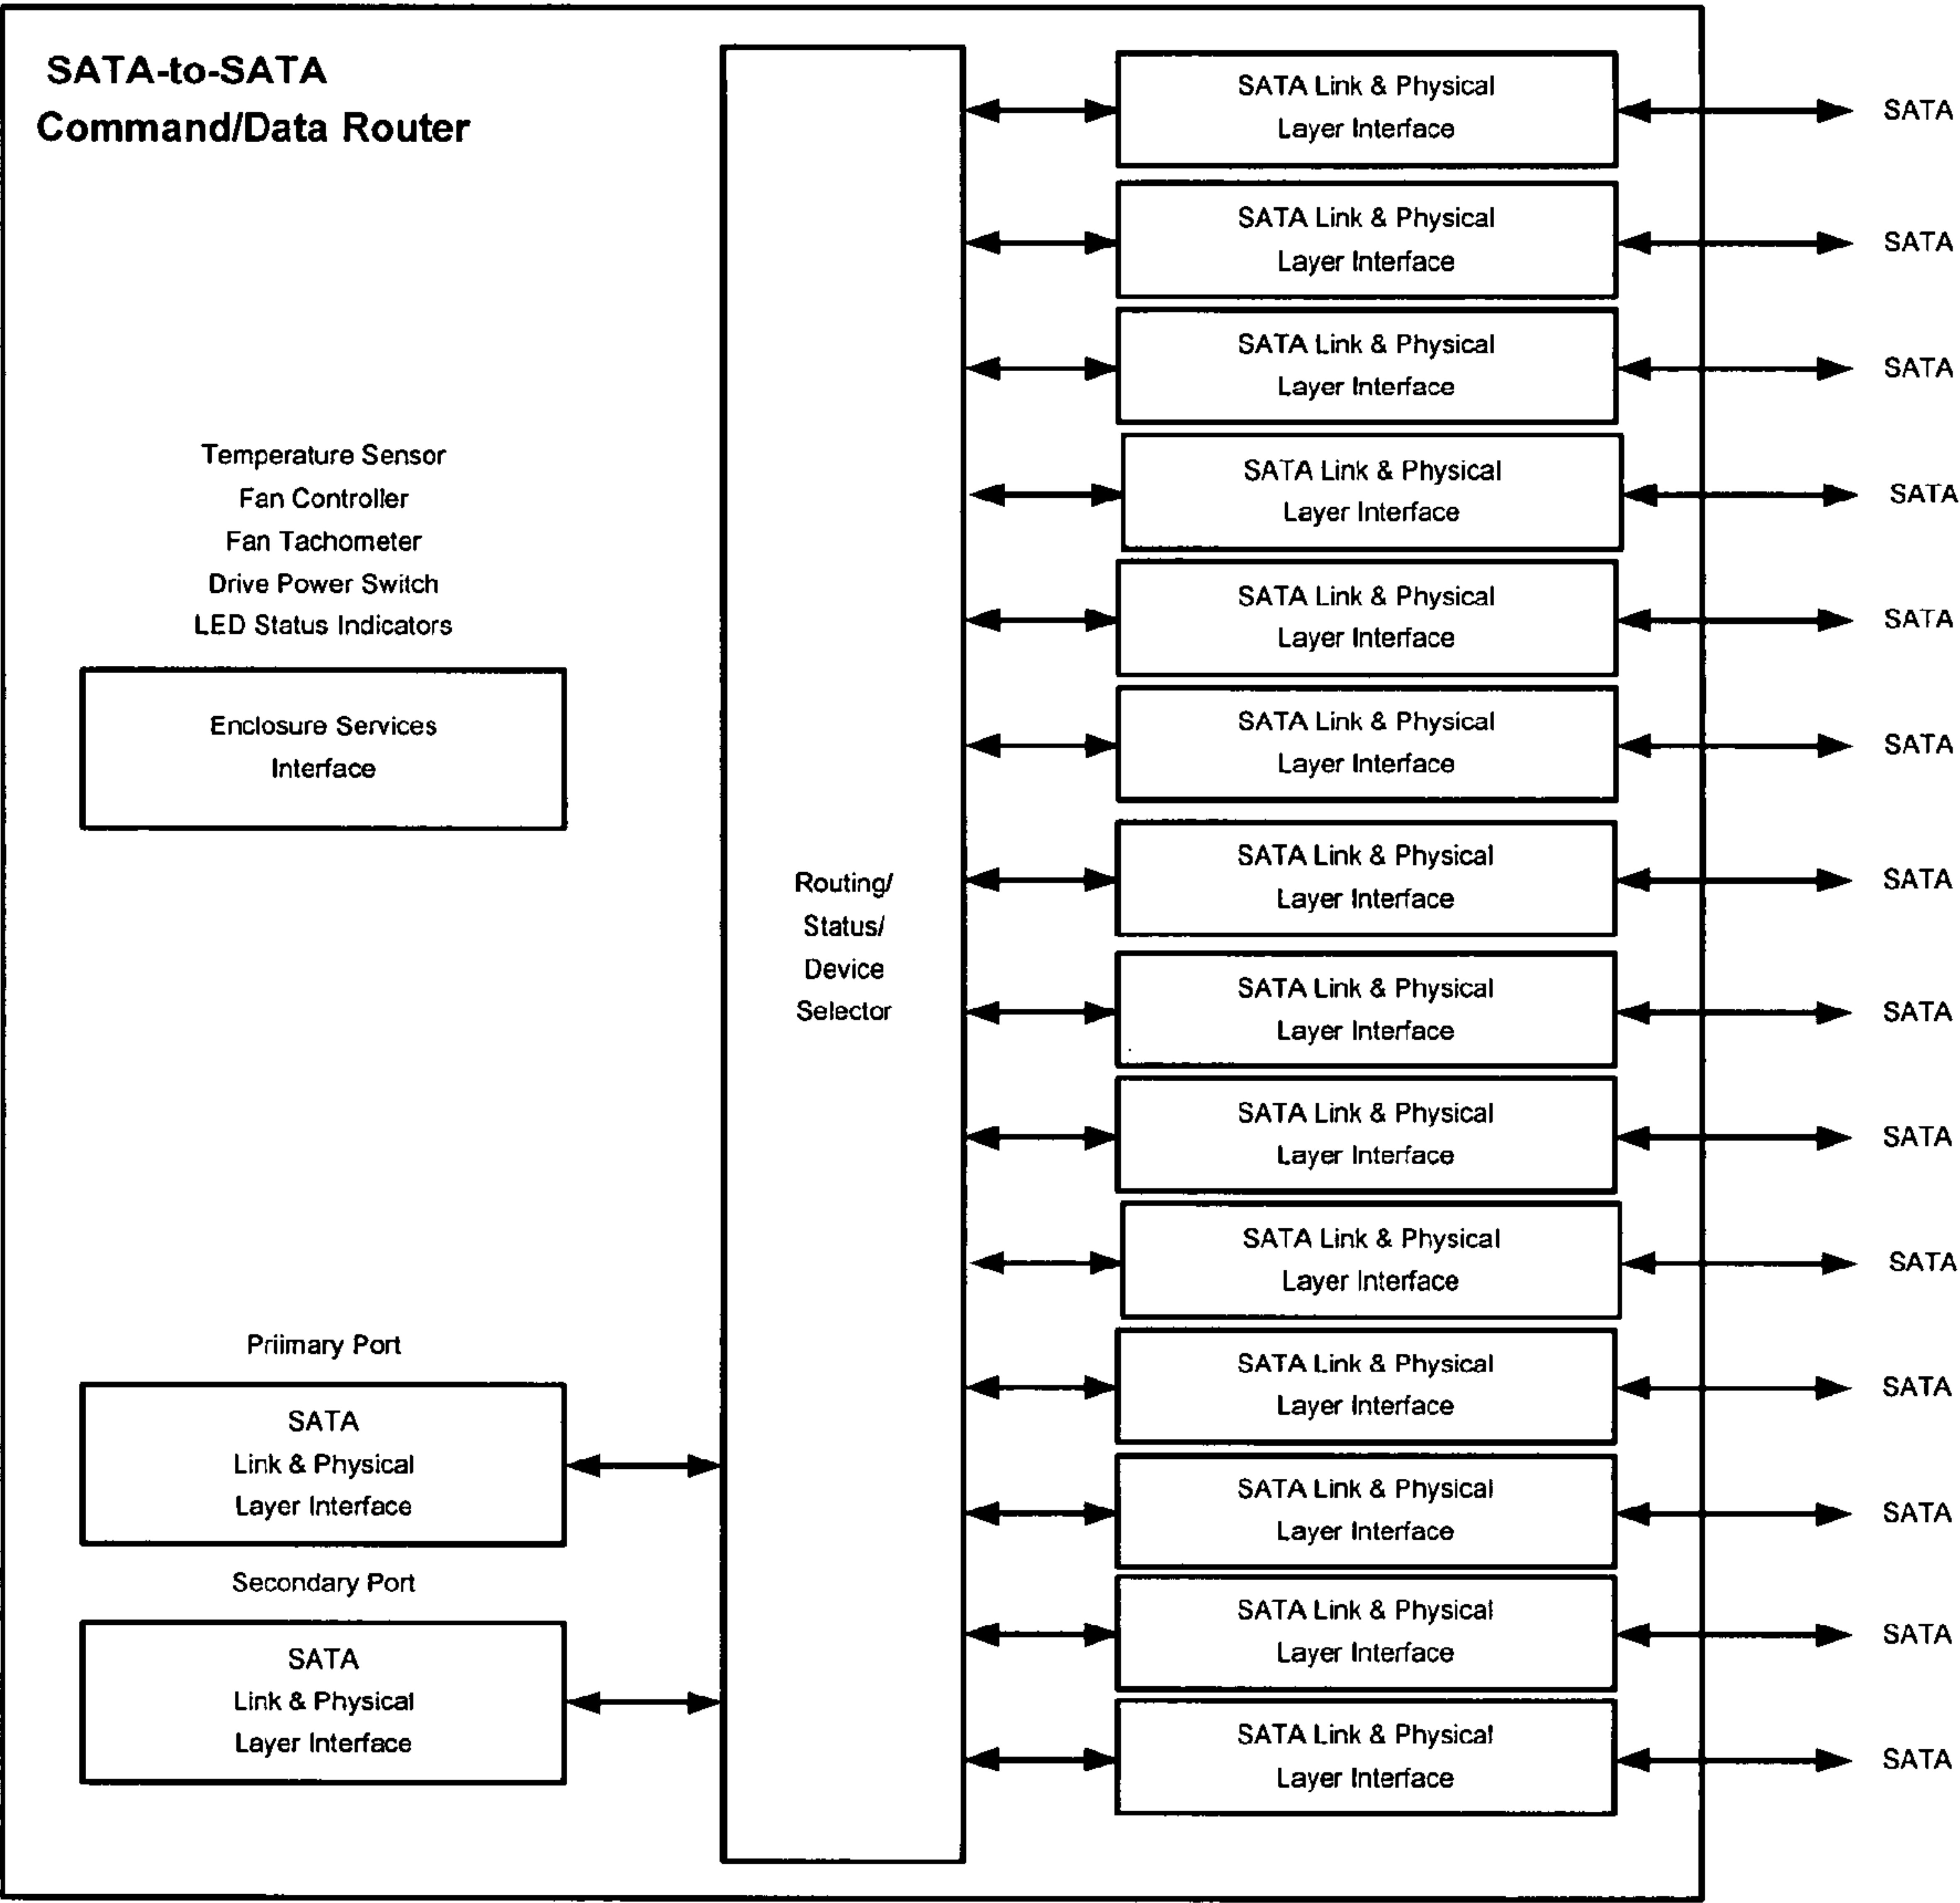 SATA-to-SATA
Command/Data Router
Temperature Sensor
Fan Controller
Fan Tachometer
Drive Power Switch
LED Status Indicators
Enclosure Services
Interface
Priimary Port
SATA
Link & Physical
Layer Interface
Secondary Port
SATA
Link & Physical
Layer Interface
Routing/
Status/
Device
Selector
SATA Link & Physical
Layer Interface
SATA
SATA Link & Physical
Layer Interface
SATA
SATA Link & Physical
Layer Interface
SATA
SATA Link & Physical
Layer Interface
SATA
SATA Link & Physical
Layer Interface
SATA
SATA Link & Physical
Layer Interface
SATA
SATA Link & Physical
Layer Interface
SATA
SATA Link & Physical
Layer Interface
SATA
SATA Link & Physical
Layer Interface
SATA
SATA Link & Physical
Layer Interface
SATA
SATA Link & Physical
Layer Interface
SATA
SATA Link & Physical
Layer Interface
SATA
SATA Link & Physical
Layer Interface
SATA
SATA Link & Physical
Layer Interface
SATA